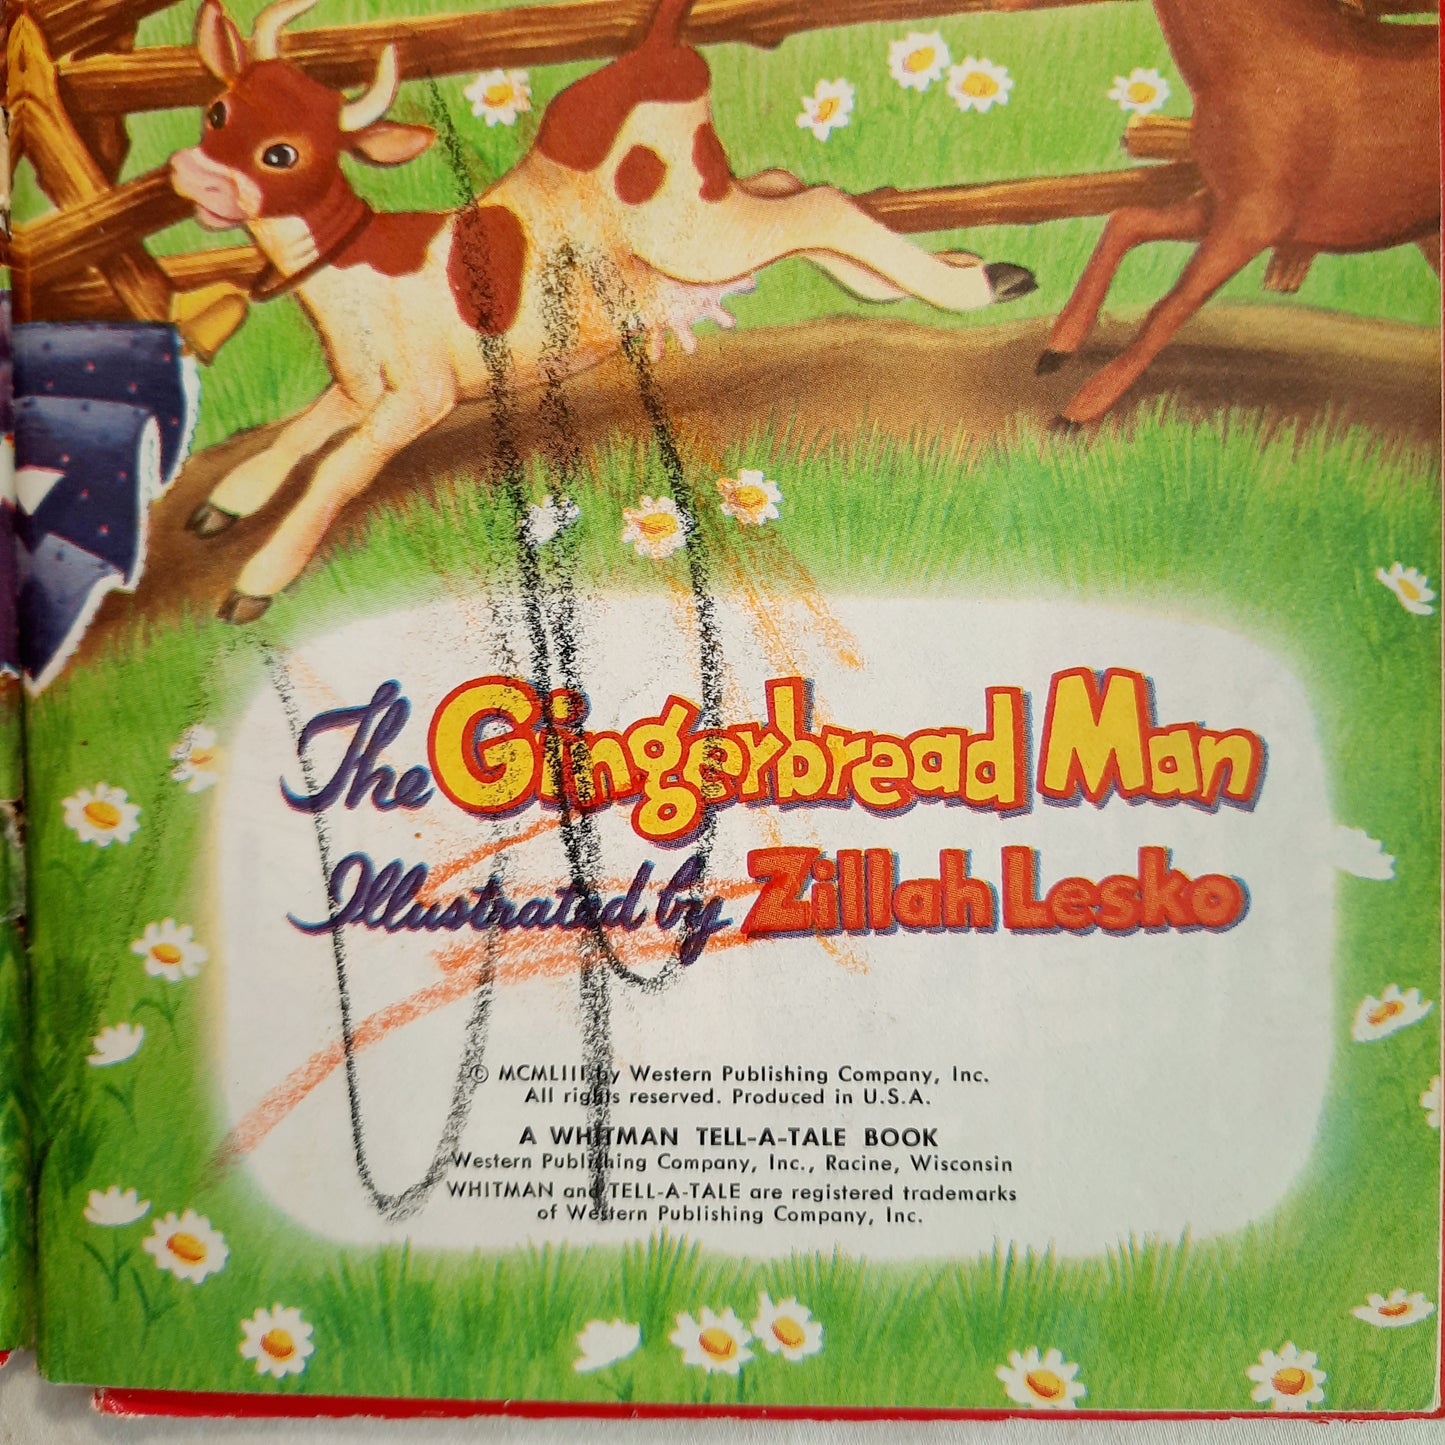 The Gingerbread Man
Illustrated by Zillah Lesko
© MCMLIII by Western Publishing Company, Inc.
All rights reserved. Produced in U.S.A.
A WHITMAN TELL-A-TALE BOOK
Western Publishing Company, Inc., Racine, Wisconsin
WHITMAN and TELL-A-TALE are registered trademarks
of Western Publishing Company, Inc.